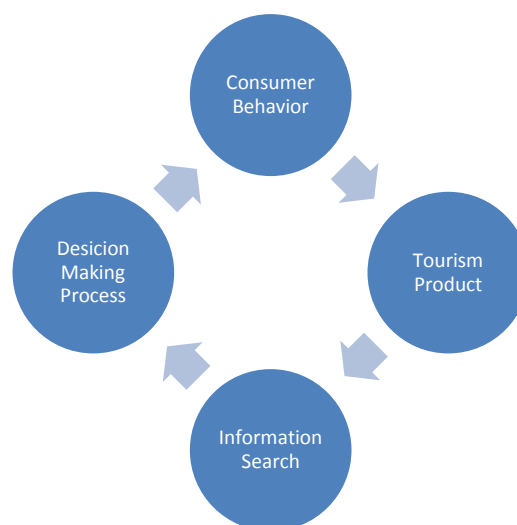 Consumer
Behavior
Tourism
Product
Information
Search
Desicion
Making
Process